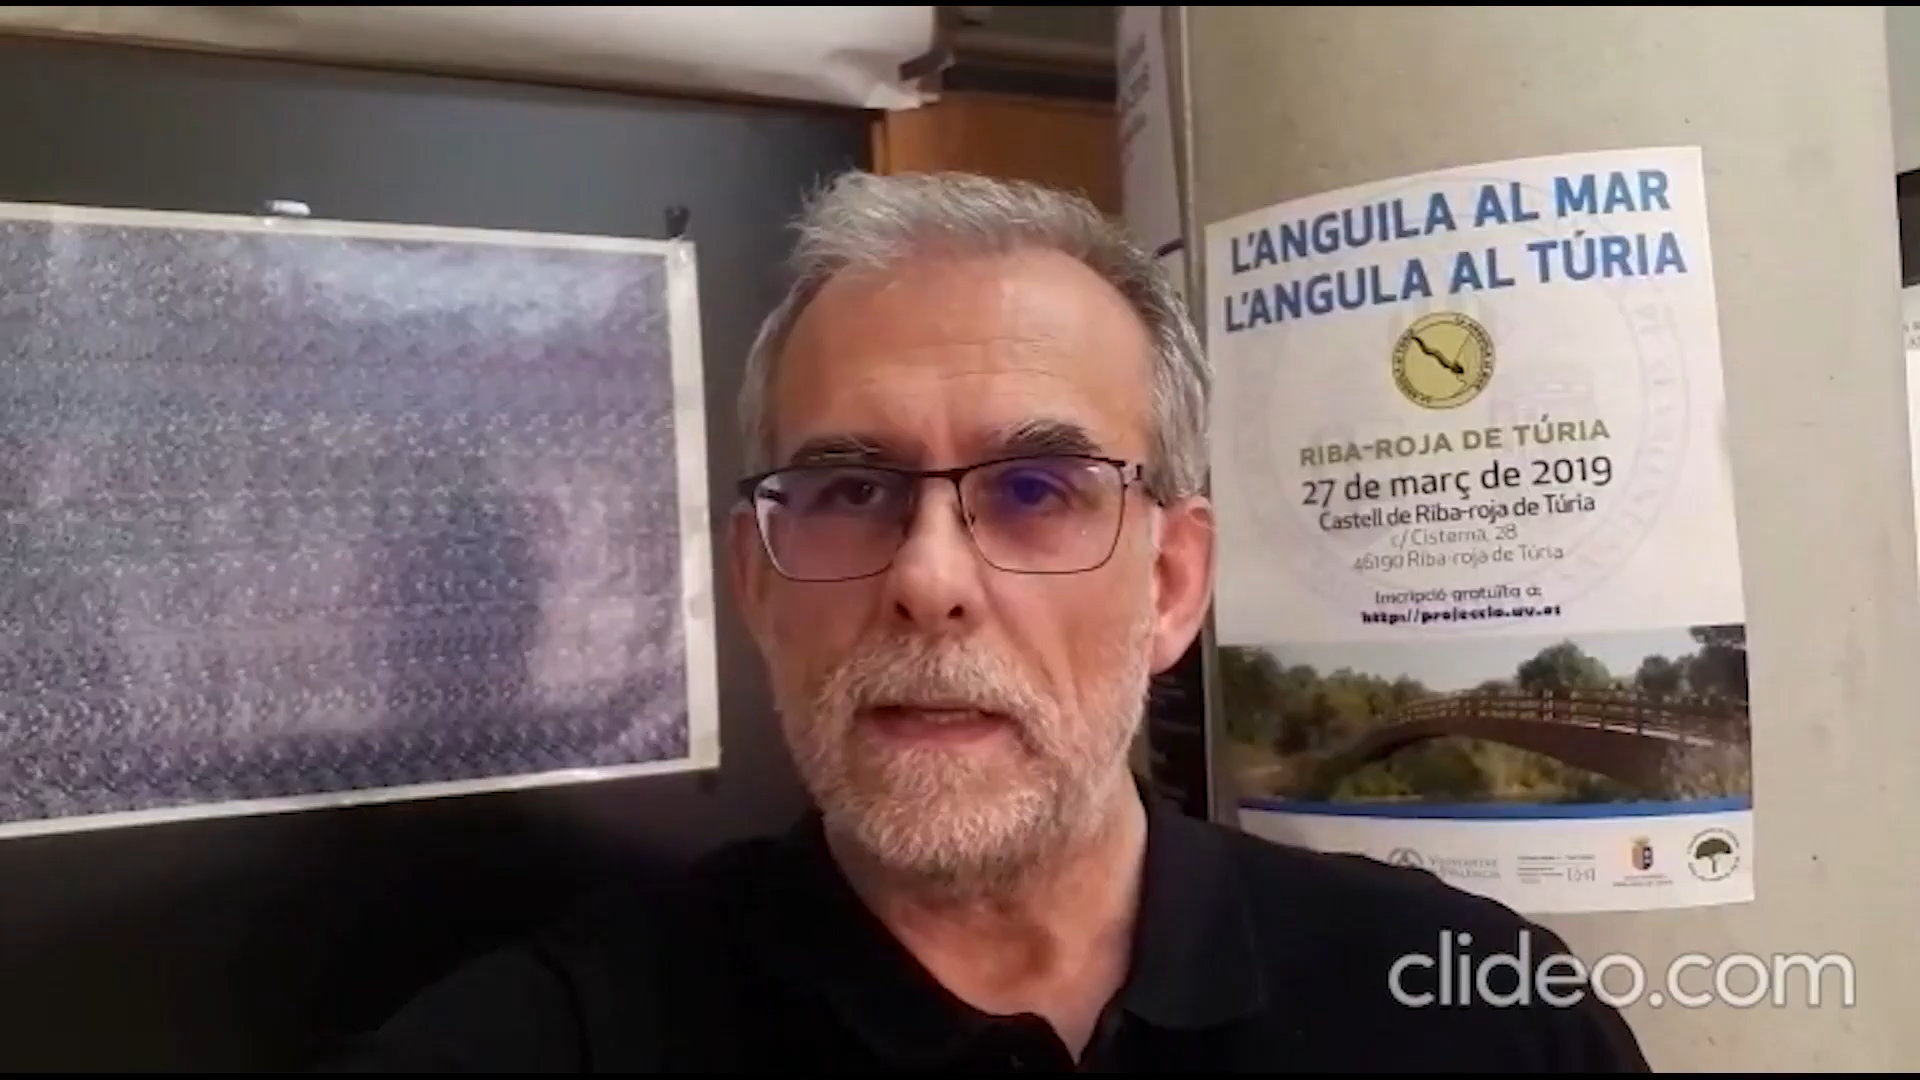 L'ANGUILA AL MAR
L'ANGULA AL TÚRIA
RIBA-ROJA DE TÚRIA
27 de març de 2019
Castell de Riba-roja de Túria
c/ Cisterna, 28
46190 Riba-roja de Túria
Inscripció gratuïta a:
http://projeccio.uv.es
clideo.com